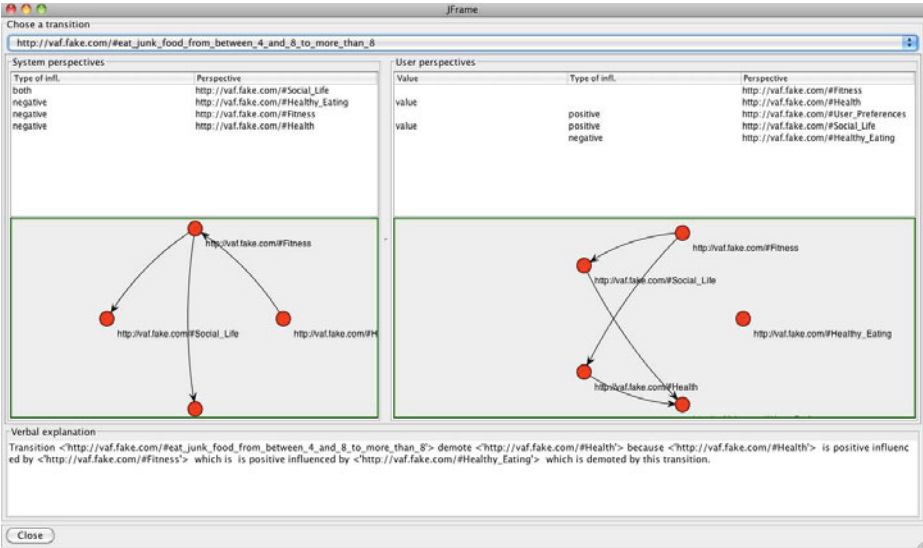 JFrame
Chose a transition
http://vaf.fake.com/#eat_junk_food_from_between_4_and_8_to_more_than_8
System perspectives
Type of infl. Perspective
both http://vaf.fake.com/#Social_Life
negative http://vaf.fake.com/#Healthy_Eating
negative http://vaf.fake.com/#Fitness
negative http://vaf.fake.com/#Health
User perspectives
Value Type of infl. Perspective
http://vaf.fake.com/#Fitness
value http://vaf.fake.com/#Health
positive http://vaf.fake.com/#User_Preferences
value positive http://vaf.fake.com/#Social_Life
negative http://vaf.fake.com/#Healthy_Eating
http://vaf.fake.com/#Fitness
http://vaf.fake.com/#Social_Life
http://vaf.fake.com/#H
http://vaf.fake.com/#Fitness
http://vaf.fake.com/#Social_Life
http://vaf.fake.com/#Healthy_Eating
http://vaf.fake.com/#Health
Verbal explanation
Transition <'http://vaf.fake.com/#eat_junk_food_from_between_4_and_8_to_more_than_8'> demote <'http://vaf.fake.com/#Health'> because <'http://vaf.fake.com/#Health'> is positive influenc
ed by <'http://vaf.fake.com/#Fitness'> which is is positive influenced by <'http://vaf.fake.com/#Healthy_Eating'> which is demoted by this transition.
Close